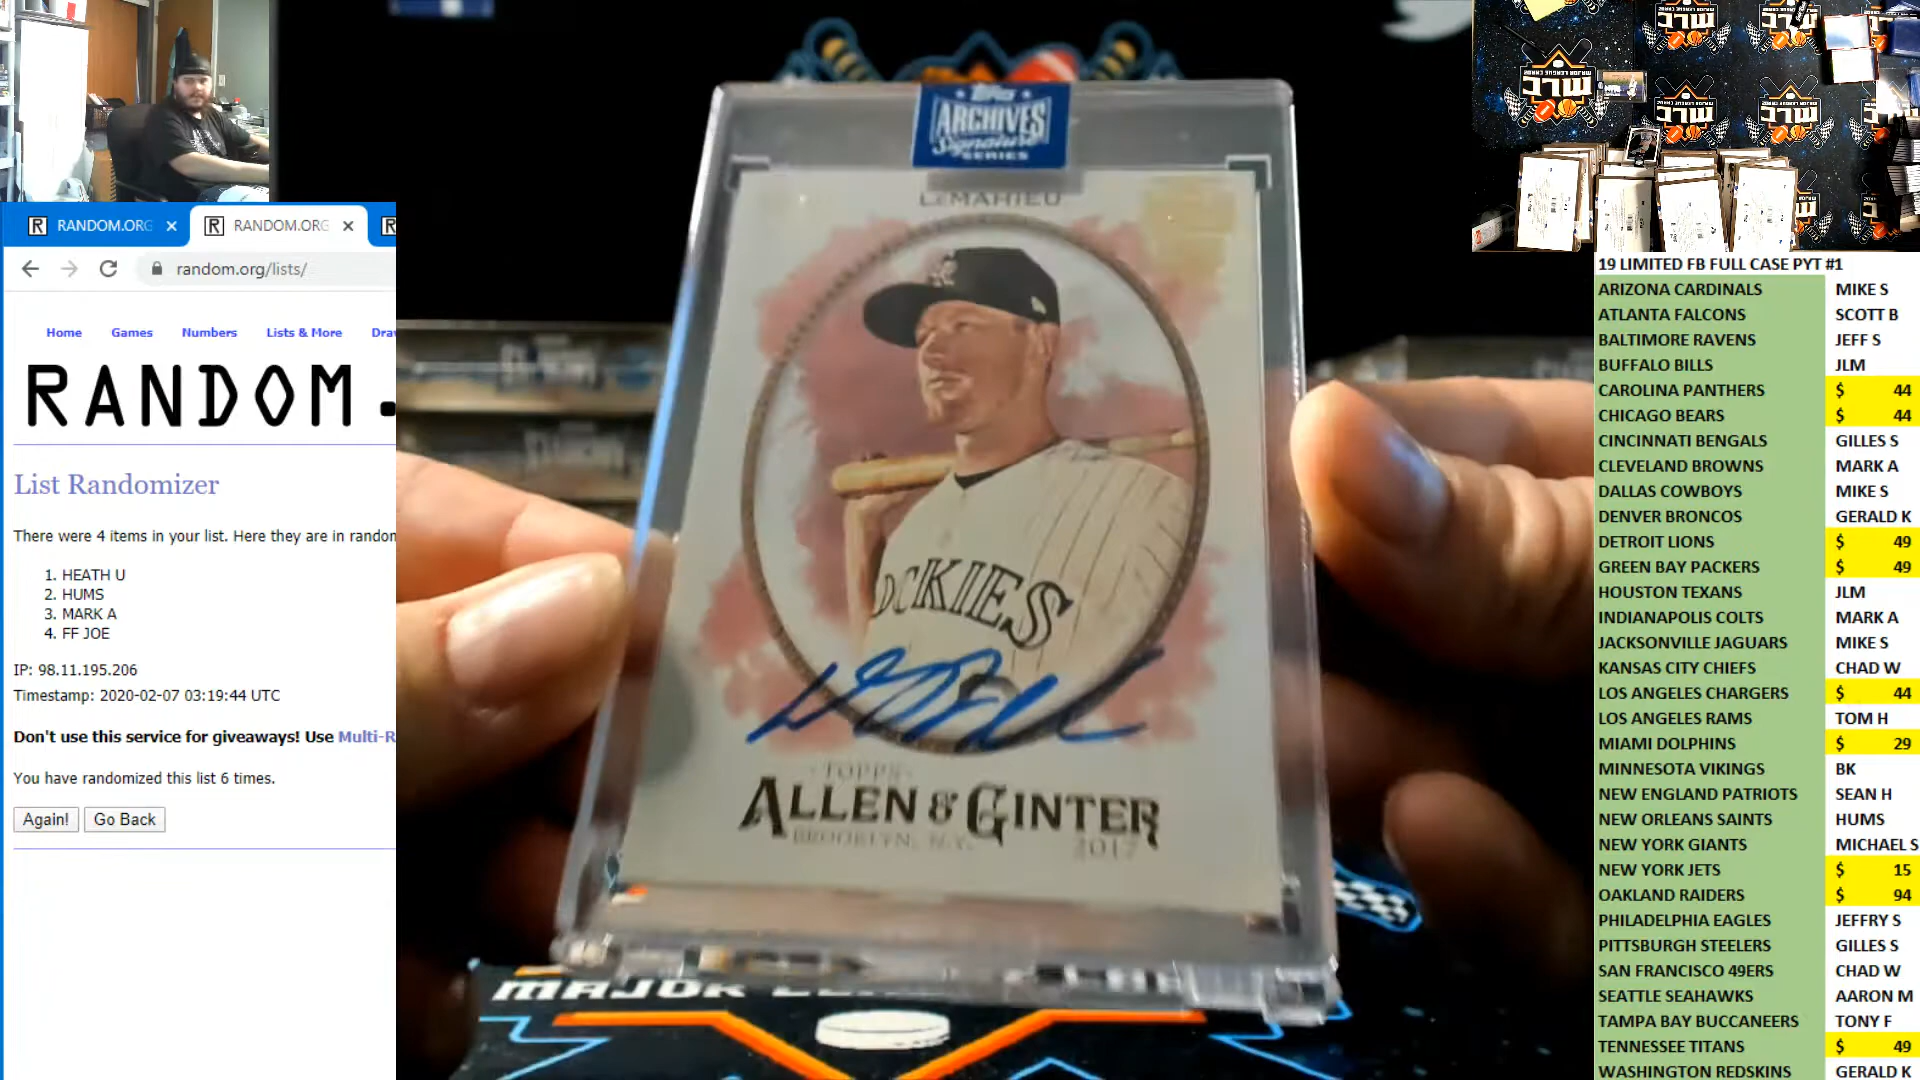 RANDOM.ORG
RANDOM.ORG
random.org/lists/
Home Games Numbers Lists & More Dra
RANDOM.
List Randomizer
There were 4 items in your list. Here they are in random
1. HEATH U
2. HUMS
3. MARK A
4. FF JOE
IP: 98.11.195.206
Timestamp: 2020-02-07 03:19:44 UTC
Don't use this service for giveaways! Use Multi-R
You have randomized this list 6 times.
Again! Go Back
TOPPS
ARCHIVES
Signature
SERIES
LEMAHIEU
OCKIES
TOPPS
ALLEN & GINTER
BROOKLYN, N.Y.
2017
MAJOR
19 LIMITED FB FULL CASE PYT #1
ARIZONA CARDINALS MIKE S
ATLANTA FALCONS SCOTT B
BALTIMORE RAVENS JEFF S
BUFFALO BILLS JLM
CAROLINA PANTHERS $ 44
CHICAGO BEARS $ 44
CINCINNATI BENGALS GILLES S
CLEVELAND BROWNS MARK A
DALLAS COWBOYS MIKE S
DENVER BRONCOS GERALD K
DETROIT LIONS $ 49
GREEN BAY PACKERS $ 49
HOUSTON TEXANS JLM
INDIANAPOLIS COLTS MARK A
JACKSONVILLE JAGUARS MIKE S
KANSAS CITY CHIEFS CHAD W
LOS ANGELES CHARGERS $ 44
LOS ANGELES RAMS TOM H
MIAMI DOLPHINS $ 29
MINNESOTA VIKINGS BK
NEW ENGLAND PATRIOTS SEAN H
NEW ORLEANS SAINTS HUMS
NEW YORK GIANTS MICHAEL S
NEW YORK JETS $ 15
OAKLAND RAIDERS $ 94
PHILADELPHIA EAGLES JEFFRY S
PITTSBURGH STEELERS GILLES S
SAN FRANCISCO 49ERS CHAD W
SEATTLE SEAHAWKS AARON M
TAMPA BAY BUCCANEERS TONY F
TENNESSEE TITANS $ 49
WASHINGTON REDSKINS GERALD K